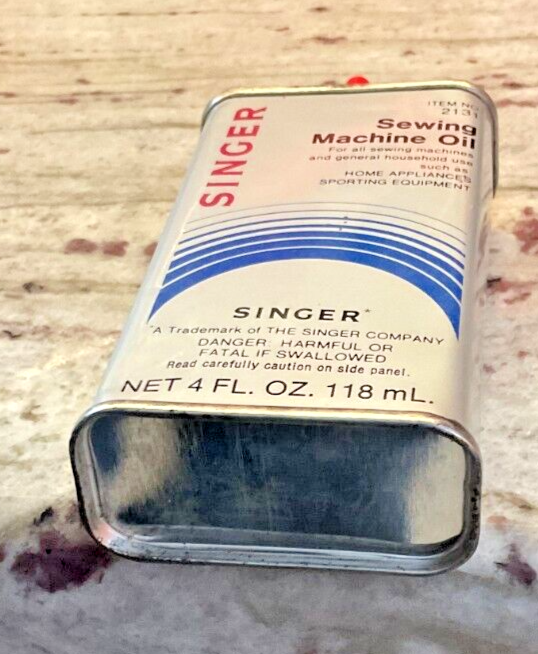 SINGER
ITEM NO.
2131
Sewing
Machine Oil
For all sewing machines
and general household use
such as:
HOME APPLIANCES
SPORTING EQUIPMENT
SINGER*
*A Trademark of THE SINGER COMPANY
DANGER: HARMFUL OR
FATAL IF SWALLOWED
Read carefully caution on side panel.
NET 4 FL. OZ. 118 mL.